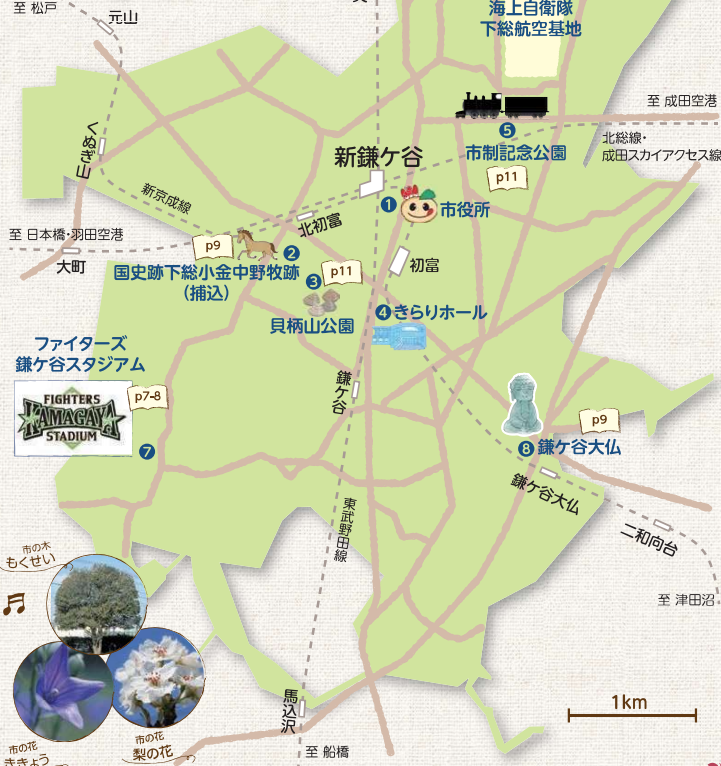 至 松戸
元山
海上自衛隊
下総航空基地
至 成田空港
❺
市制記念公園
p11
北総線・
成田スカイアクセス線
くぬぎ山
新鎌ケ谷
新京成線
❶
市役所
北初富
至 日本橋・羽田空港
大町
p9
❷
国史跡下総小金中野牧跡
(捕込)
初富
❸
p11
貝柄山公園
❹きらりホール
ファイターズ
鎌ケ谷スタジアム
FIGHTERS
KAMAGAYA
STADIUM
p7-8
❼
鎌ケ谷
p9
❽鎌ケ谷大仏
鎌ケ谷大仏
東武野田線
二和向台
至 津田沼
市の木
もくせい
馬込沢
至 船橋
1km
市の花
ききょう
市の花
梨の花